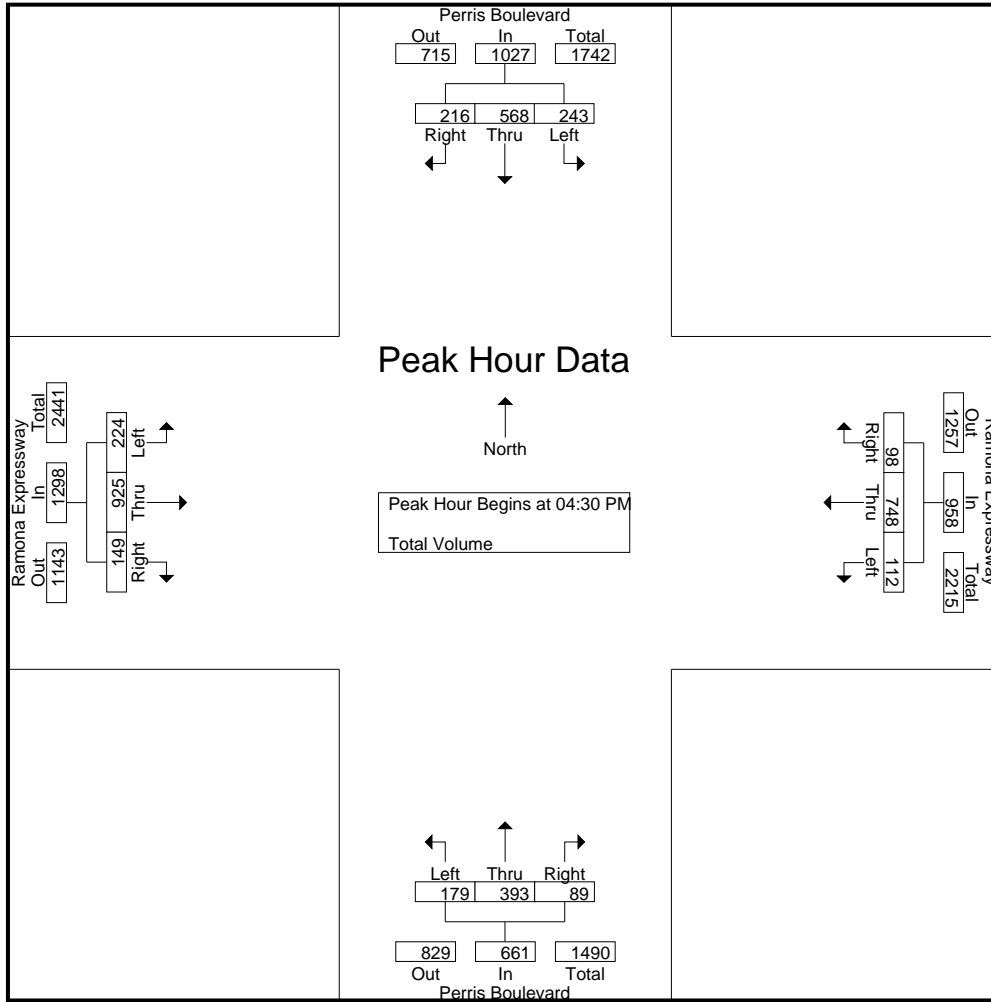 Perris Boulevard
Out In Total
715 1027 1742
216 568 243
Right Thru Left
Peak Hour Data
North
Peak Hour Begins at 04:30 PM
Total Volume
Ramona Expressway
Total In Out
2441 1298 1143
Left Thru Right
224 925 149
Ramona Expressway
Out In Total
1257 958 2215
Right Thru Left
98 748 112
Left Thru Right
179 393 89
829 661 1490
Out In Total
Perris Boulevard